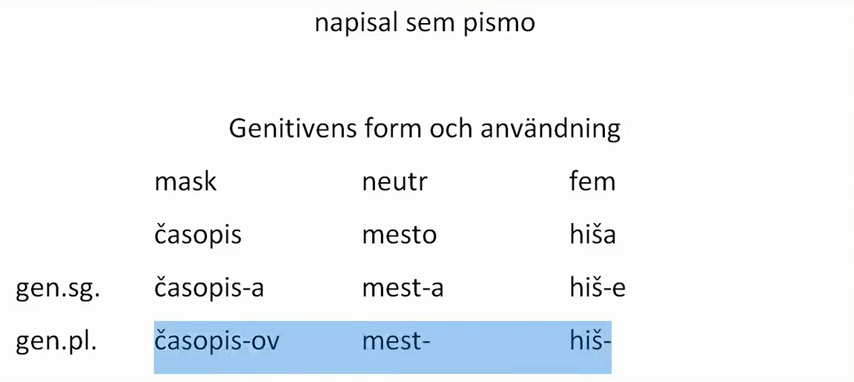 napisal sem pismo
Genitivens form och användning
mask neutr fem
časopis mesto hiša
gen.sg. časopis-a mest-a hiš-e
gen.pl. časopis-ov mest- hiš-